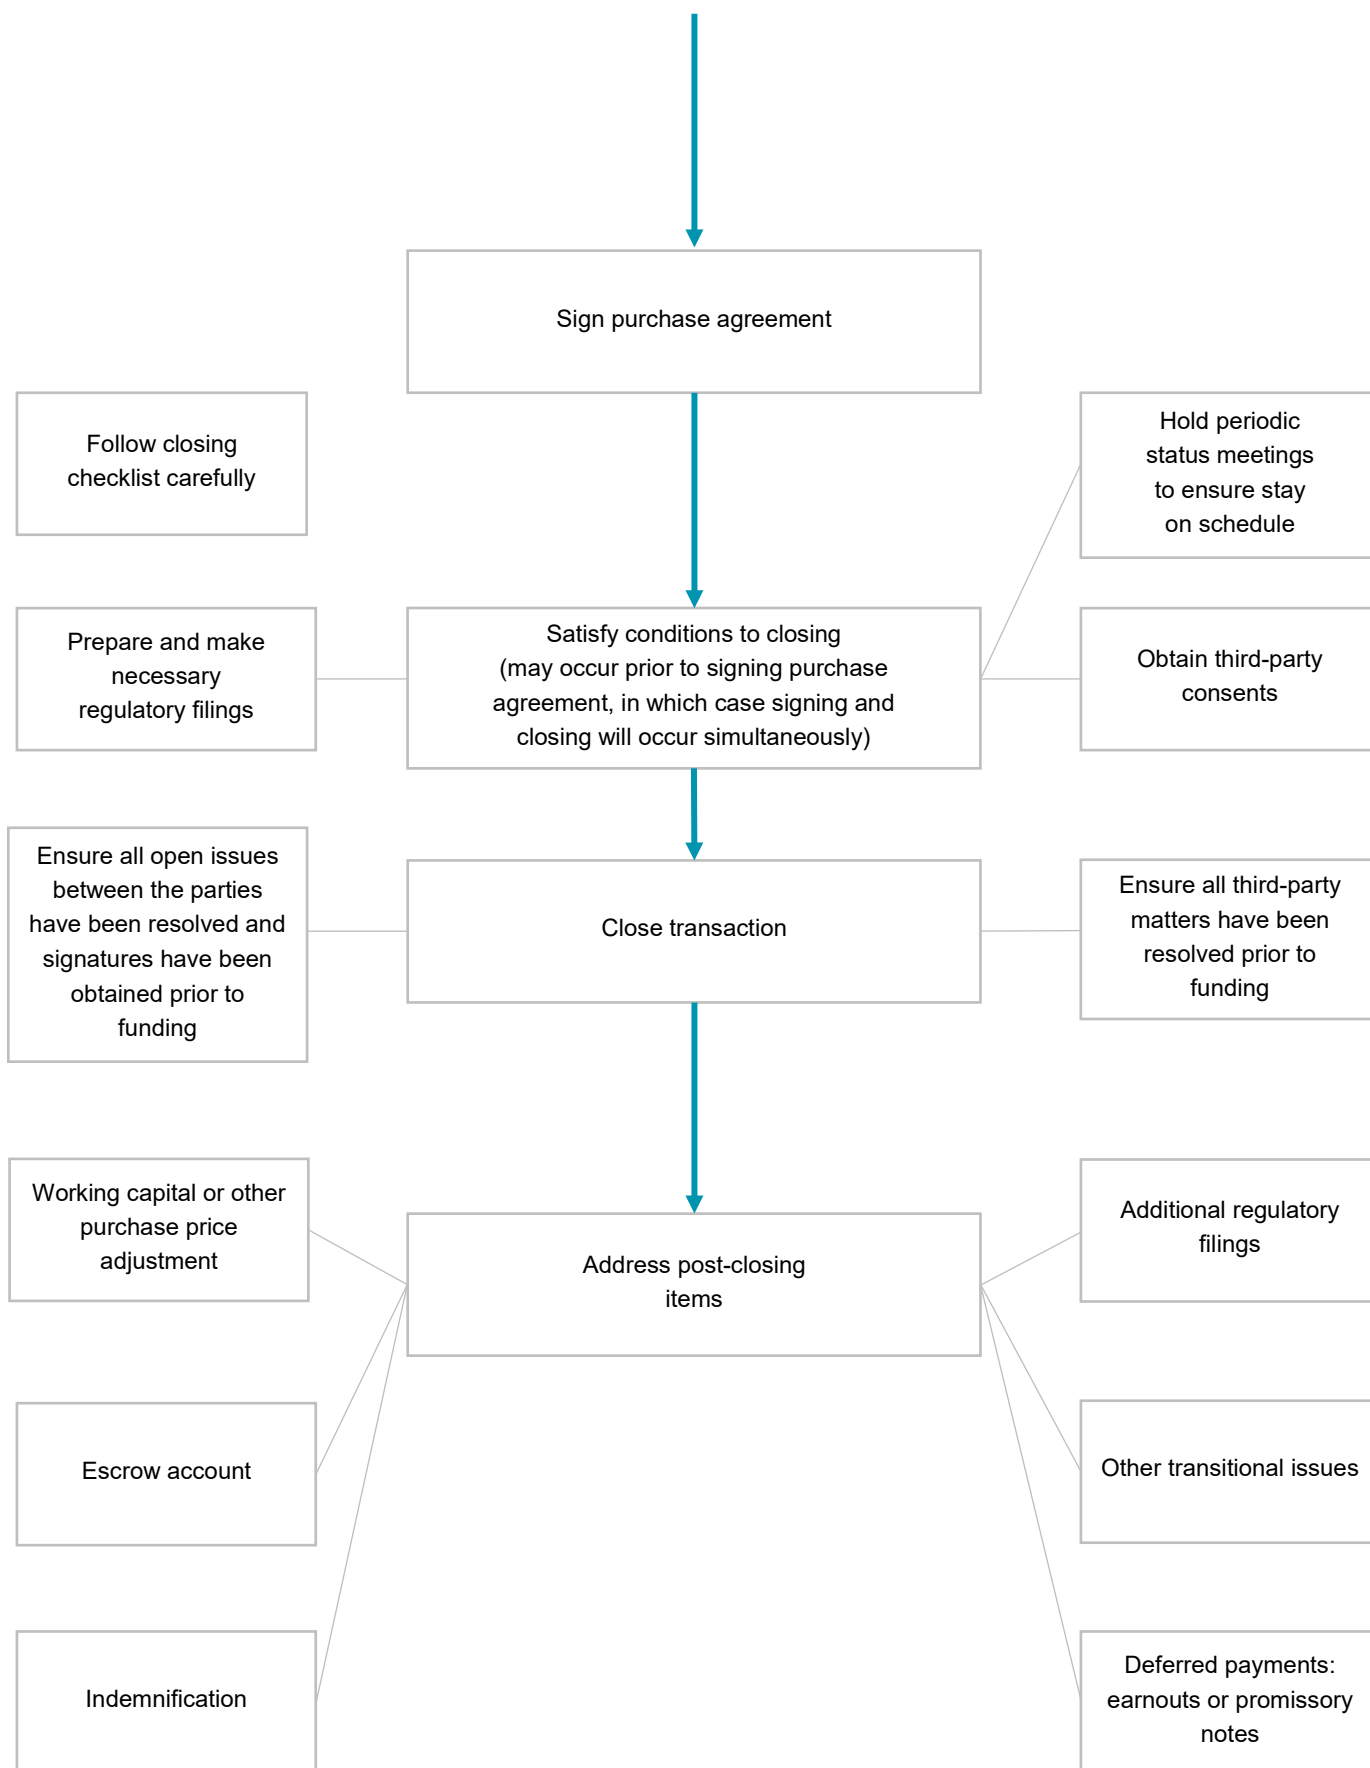 Sign purchase agreement
Follow closing
checklist carefully
Hold periodic
status meetings
to ensure stay
on schedule
Prepare and make
necessary
regulatory filings
Satisfy conditions to closing
(may occur prior to signing purchase
agreement, in which case signing and
closing will occur simultaneously)
Obtain third-party
consents
Ensure all open issues
between the parties
have been resolved and
signatures have been
obtained prior to
funding
Close transaction
Ensure all third-party
matters have been
resolved prior to
funding
Working capital or other
purchase price
adjustment
Address post-closing
items
Additional regulatory
filings
Escrow account
Other transitional issues
Indemnification
Deferred payments:
earnouts or promissory
notes